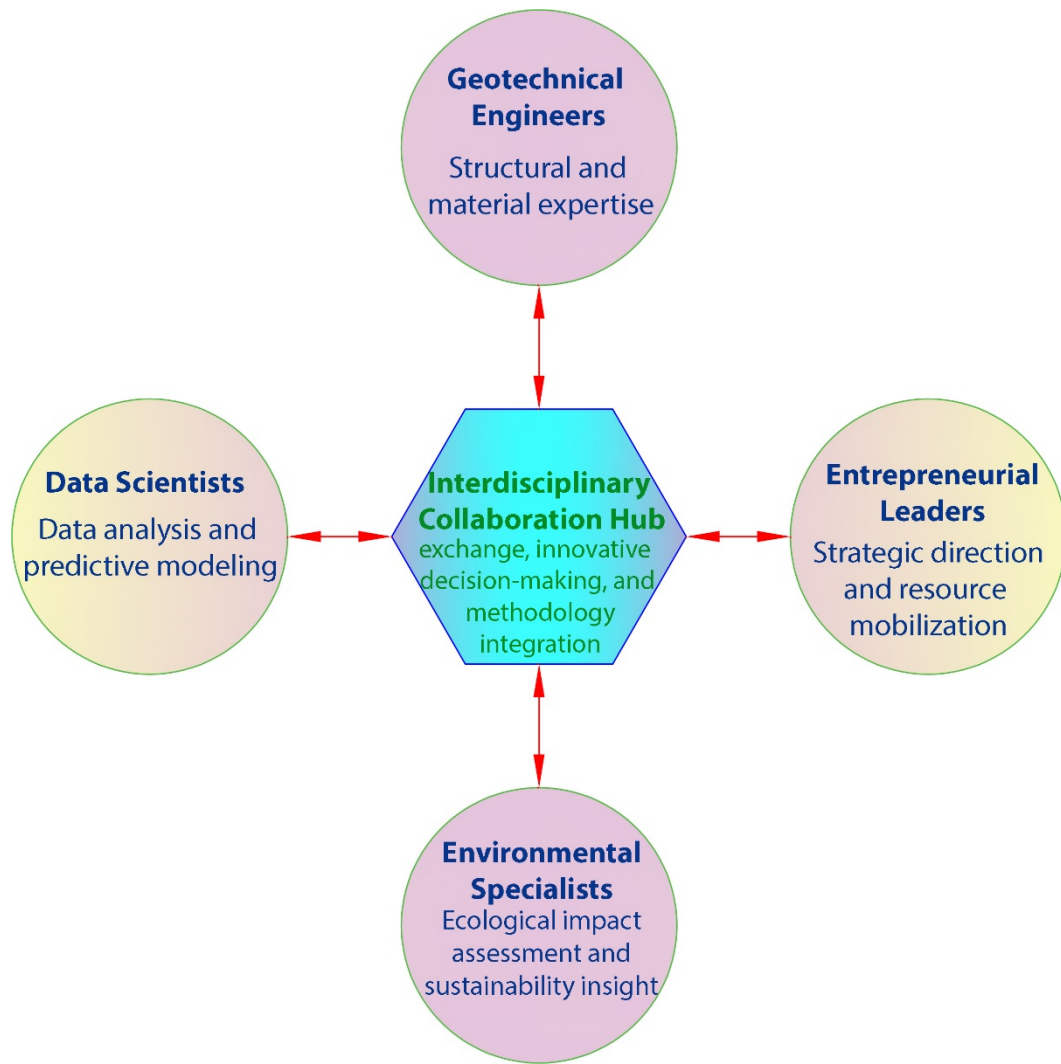 Geotechnical
Engineers
Structural and
material expertise
Data Scientists
Data analysis and
predictive modeling
Interdisciplinary
Collaboration Hub
exchange, innovative
decision-making, and
methodology
integration
Entrepreneurial
Leaders
Strategic direction
and resource
mobilization
Environmental
Specialists
Ecological impact
assessment and
sustainability insight